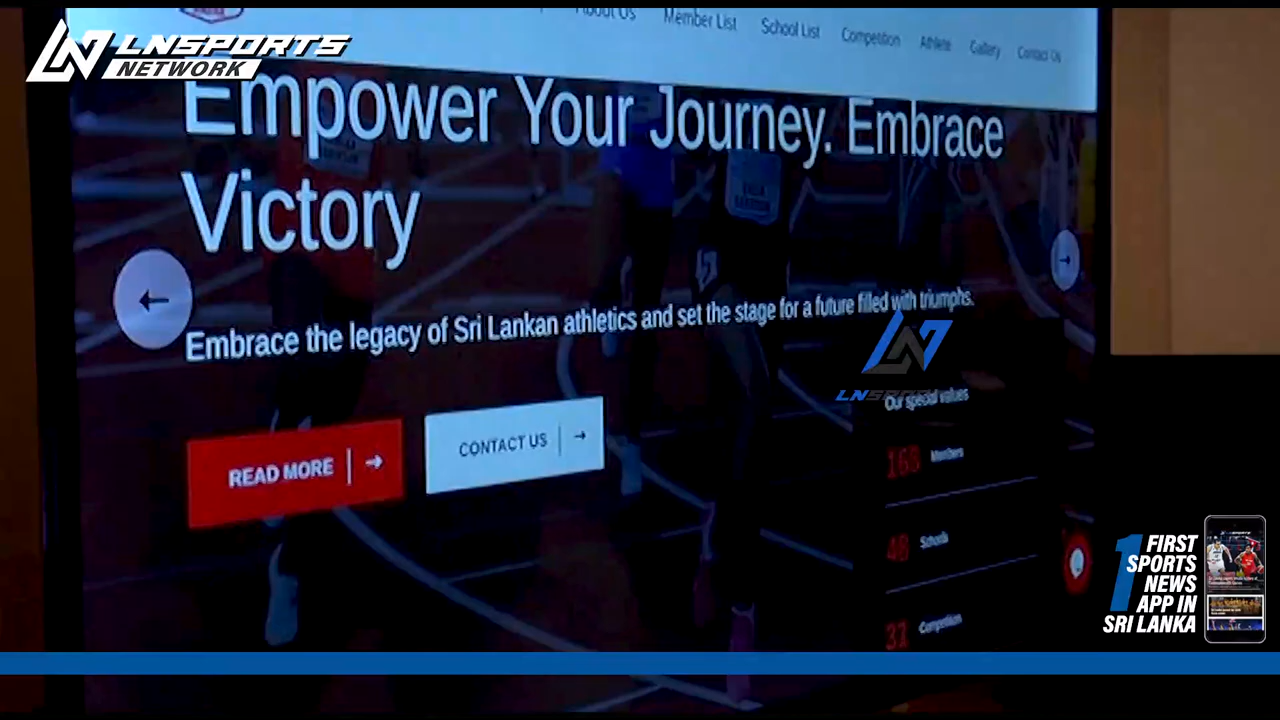 LNSPORTS
NETWORK
About Us
Member List
School List
Competition
Athlete
Gallery
Contact Us
Empower Your Journey. Embrace
Victory
Embrace the legacy of Sri Lankan athletics and set the stage for a future filled with triumphs.
READ MORE
CONTACT US
Our special values
Members
48 Schools
Competition
1 FIRST
SPORTS
NEWS
APP IN
SRI LANKA